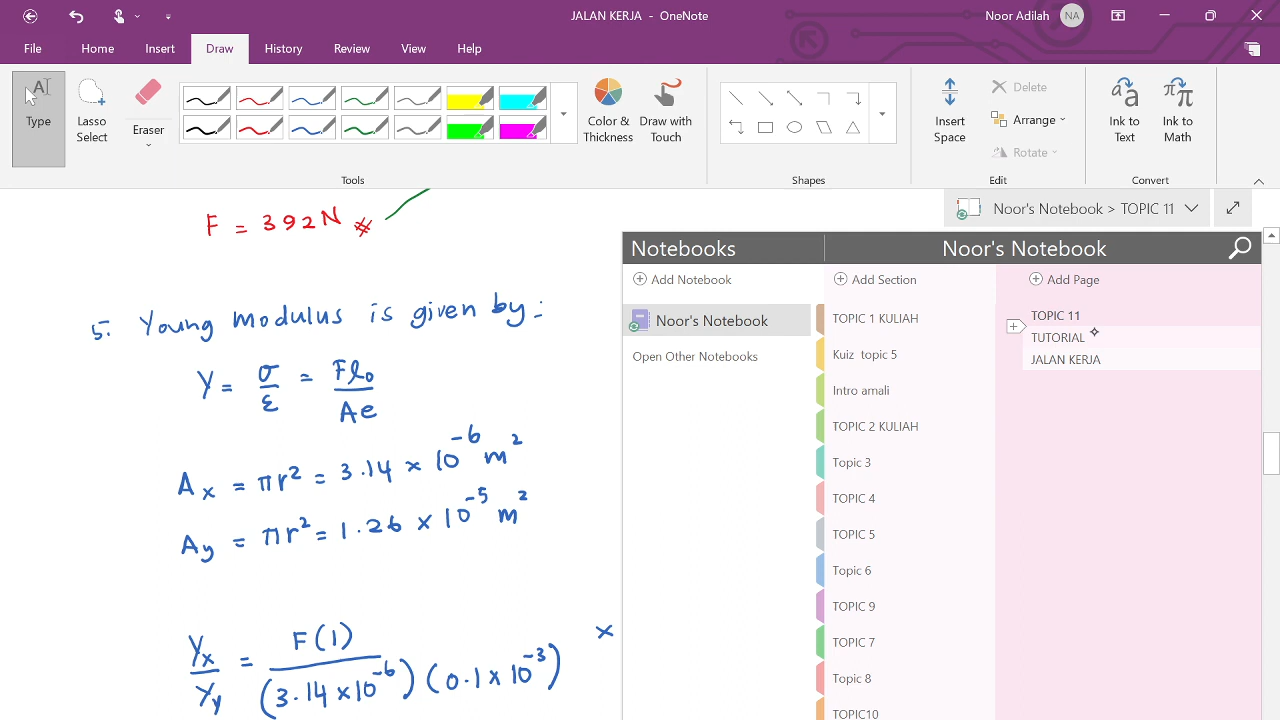 JALAN KERJA - OneNote
Noor Adilah NA
File Home Insert Draw History Review View Help
Type
Lasso Select
Eraser
Color & Thickness
Draw with Touch
Insert Space
Delete
Arrange
Rotate
Ink to Text
Ink to Math
Tools Shapes Edit Convert
F = 392N
Noor's Notebook > TOPIC 11
Notebooks
Add Notebook
Noor's Notebook
Open Other Notebooks
Noor's Notebook
Add Section
TOPIC 1 KULIAH
Kuiz topic 5
Intro amali
TOPIC 2 KULIAH
Topic 3
TOPIC 4
TOPIC 5
Topic 6
TOPIC 9
TOPIC 7
Topic 8
TOPIC10
Add Page
TOPIC 11
TUTORIAL
JALAN KERJA
5. Young modulus is given by:
Y = σ/ε = Fl₀/Ae
Aₓ = πr² = 3.14 × 10⁻⁶ m²
Ay = πr² = 1.26 × 10⁻⁵ m²
Yₓ/Yy = F(1)/(3.14×10⁻⁶)(0.1×10⁻³) ×